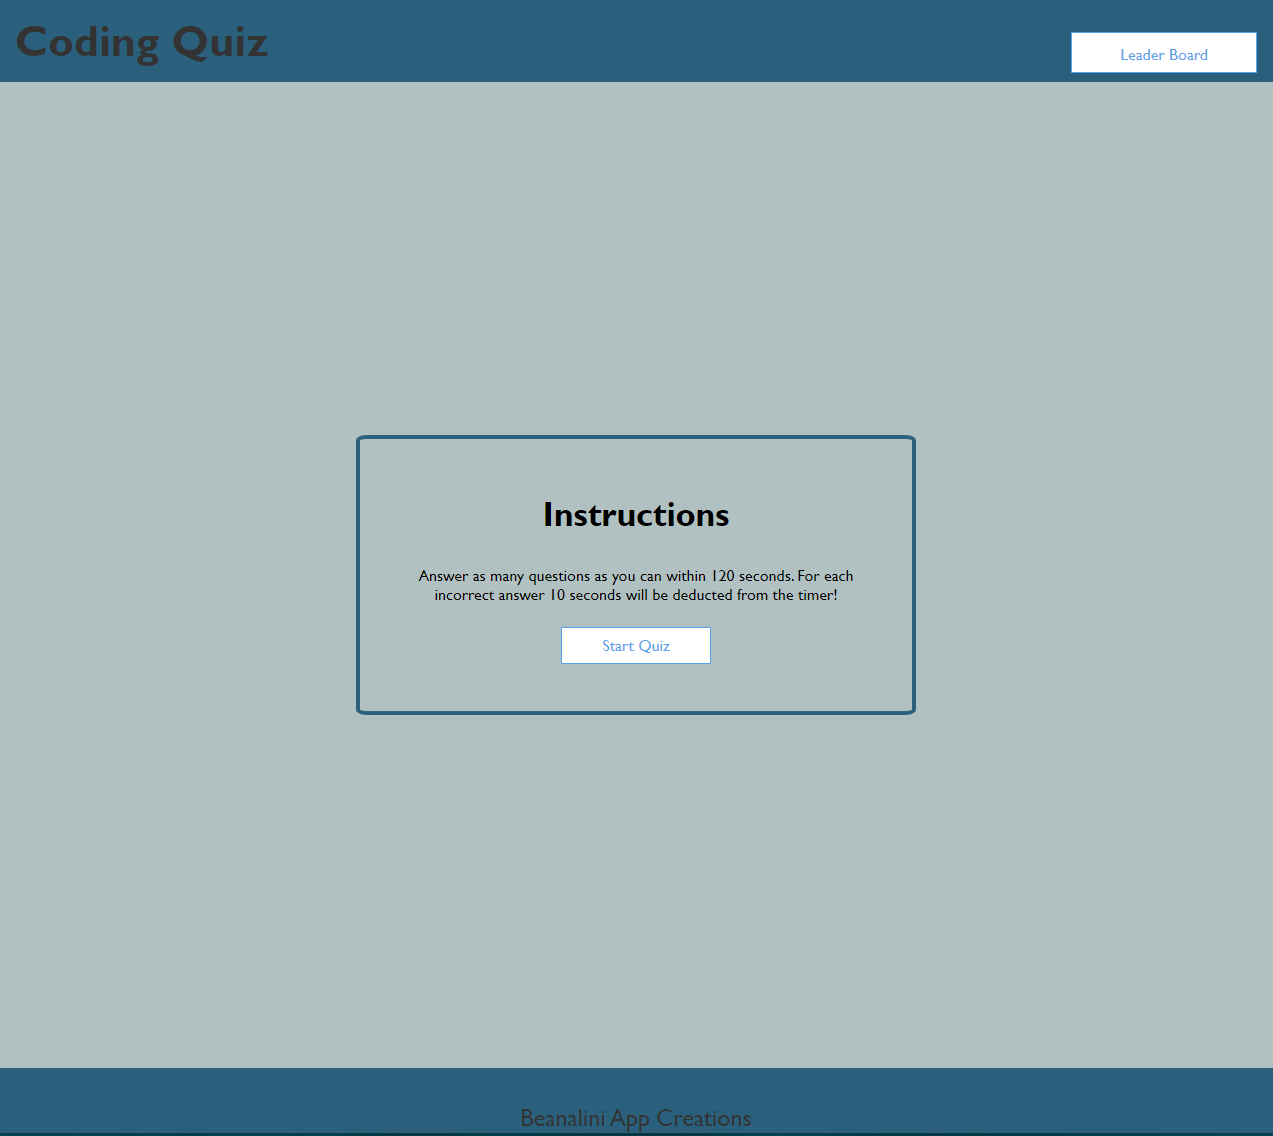 Coding Quiz
Leader Board
Instructions
Answer as many questions as you can within 120 seconds. For each
incorrect answer 10 seconds will be deducted from the timer!
Start Quiz
Beanalini App Creations